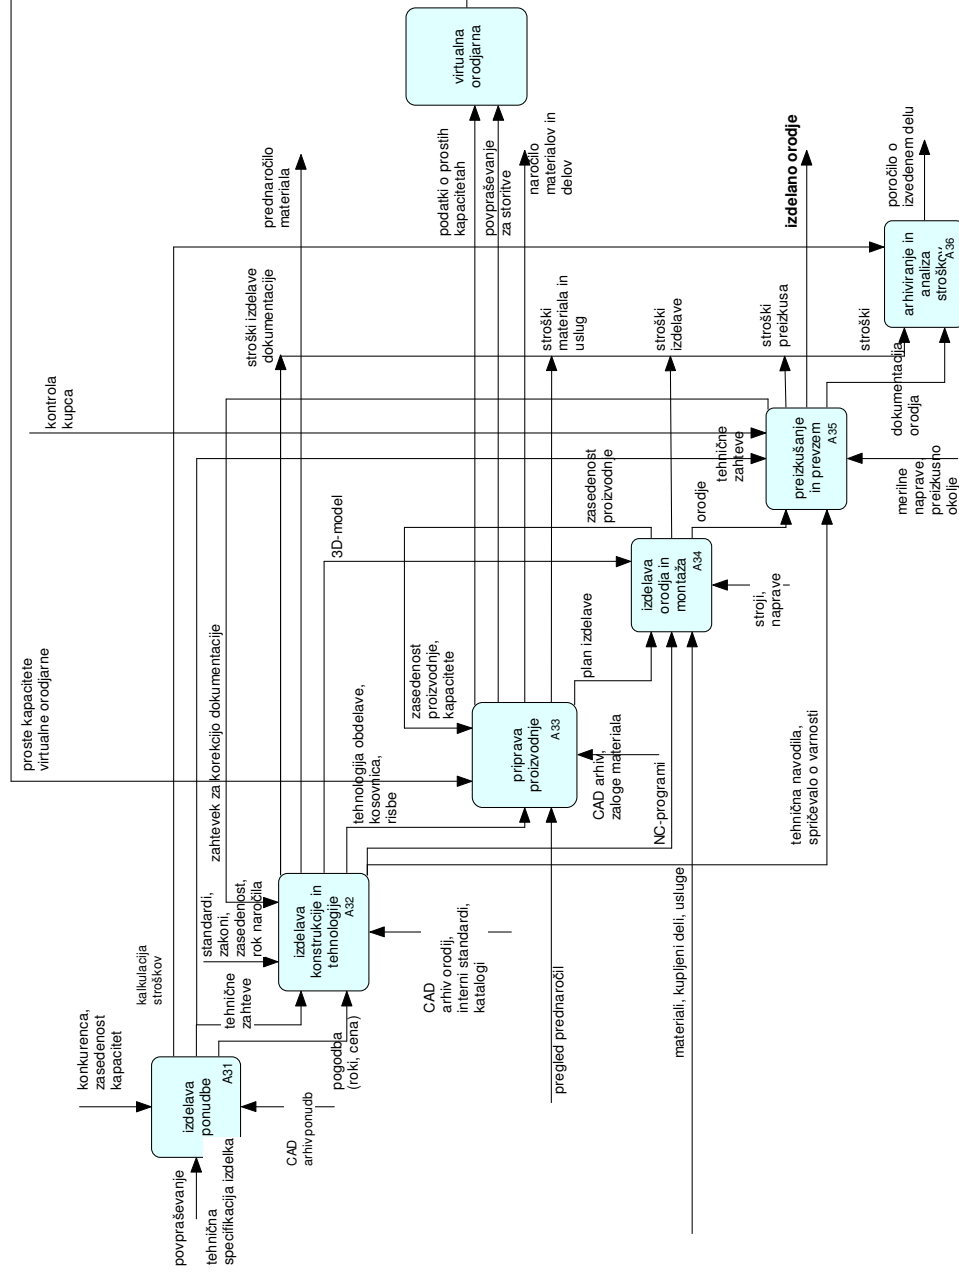 proste kapacitete
virtualne orodjarne
kontrola
kupca
konkurenca,
zasedenost
kapacitet
kalkulacija
stroškov
povpraševanje
tehnična
specifikacija izdelka
izdelava
ponudbe
A31
CAD
arhiv ponudb
tehnične
zahteve
pogodba
(roki, cena)
standardi,
zakoni,
zasedenost,
rok naročila
zahtevek za korekcijo dokumentacije
izdelava
konstrukcije in
tehnologije
A32
CAD
arhiv orodij,
interni standardi,
katalogi
stroški izdelave
dokumentacije
prednaročilo
materiala
3D-model
tehnologija obdelave,
kosovnica,
risbe
zasedenost
proizvodnje,
kapacitete
priprava
proizvodnje
A33
pregled prednaročil
CAD arhiv,
zaloge materiala
NC-programi
materiali, kupljeni deli, usluge
plan izdelave
zasedenost
proizvodnje
podatki o prostih
kapacitetah
povpraševanje
za storitve
naročilo
materialov in
delov
virtualna
orodjarna
stroški
materiala in
uslug
izdelava
orodja in
montaža
A34
stroji,
naprave
orodje
stroški
izdelave
tehnične
zahteve
tehnična navodila,
spričevalo o varnosti
preizkušanje
in prevzem
A35
merilne
naprave,
preizkusno
okolje
stroški
preizkusa
izdelano orodje
stroški
dokumentacija
orodja
arhiviranje in
analiza
stroškov
A36
poročilo o
izvedenem delu